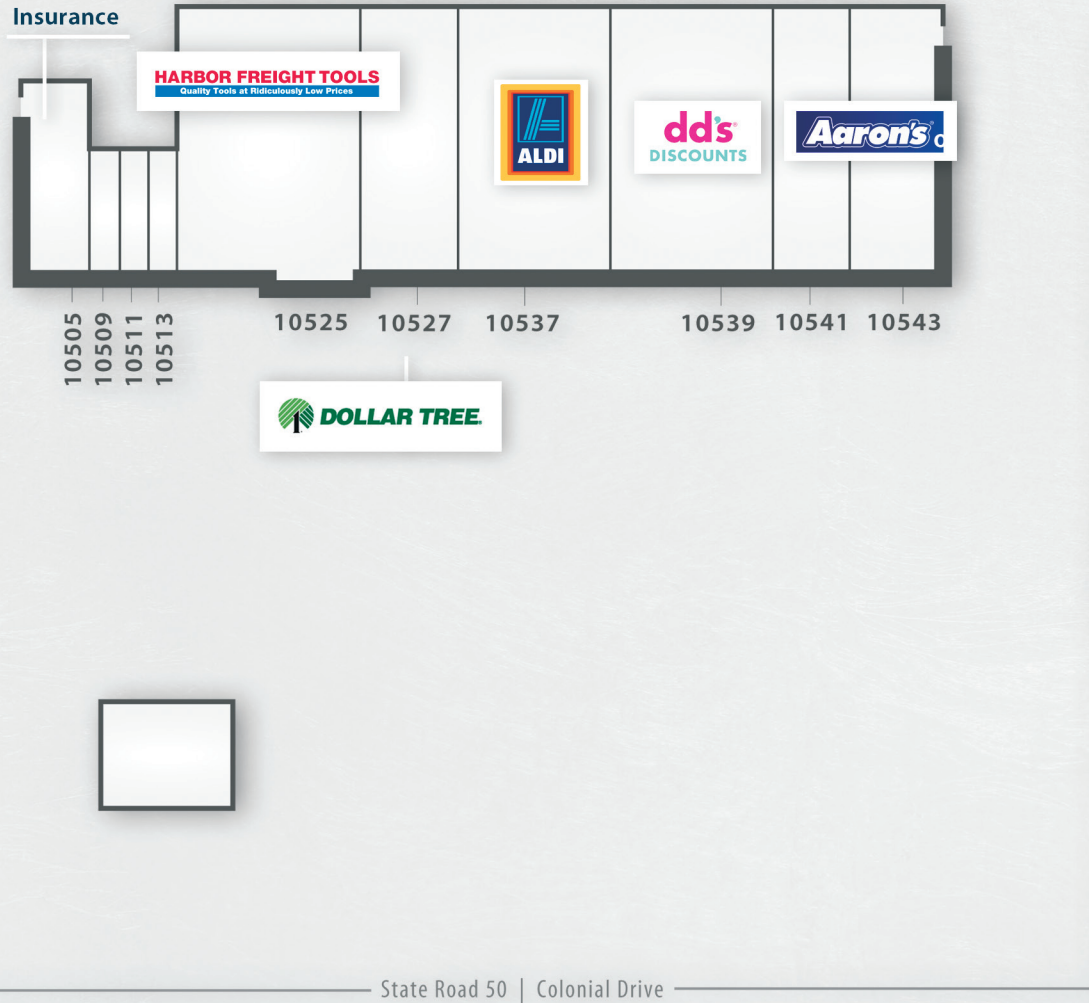 Insurance
HARBOR FREIGHT TOOLS
Quality Tools at Ridiculously Low Prices
ALDI
dd's
DISCOUNTS
Aaron's
10505
10509
10511
10513
10525
10527
10537
10539
10541
10543
DOLLAR TREE
State Road 50 | Colonial Drive